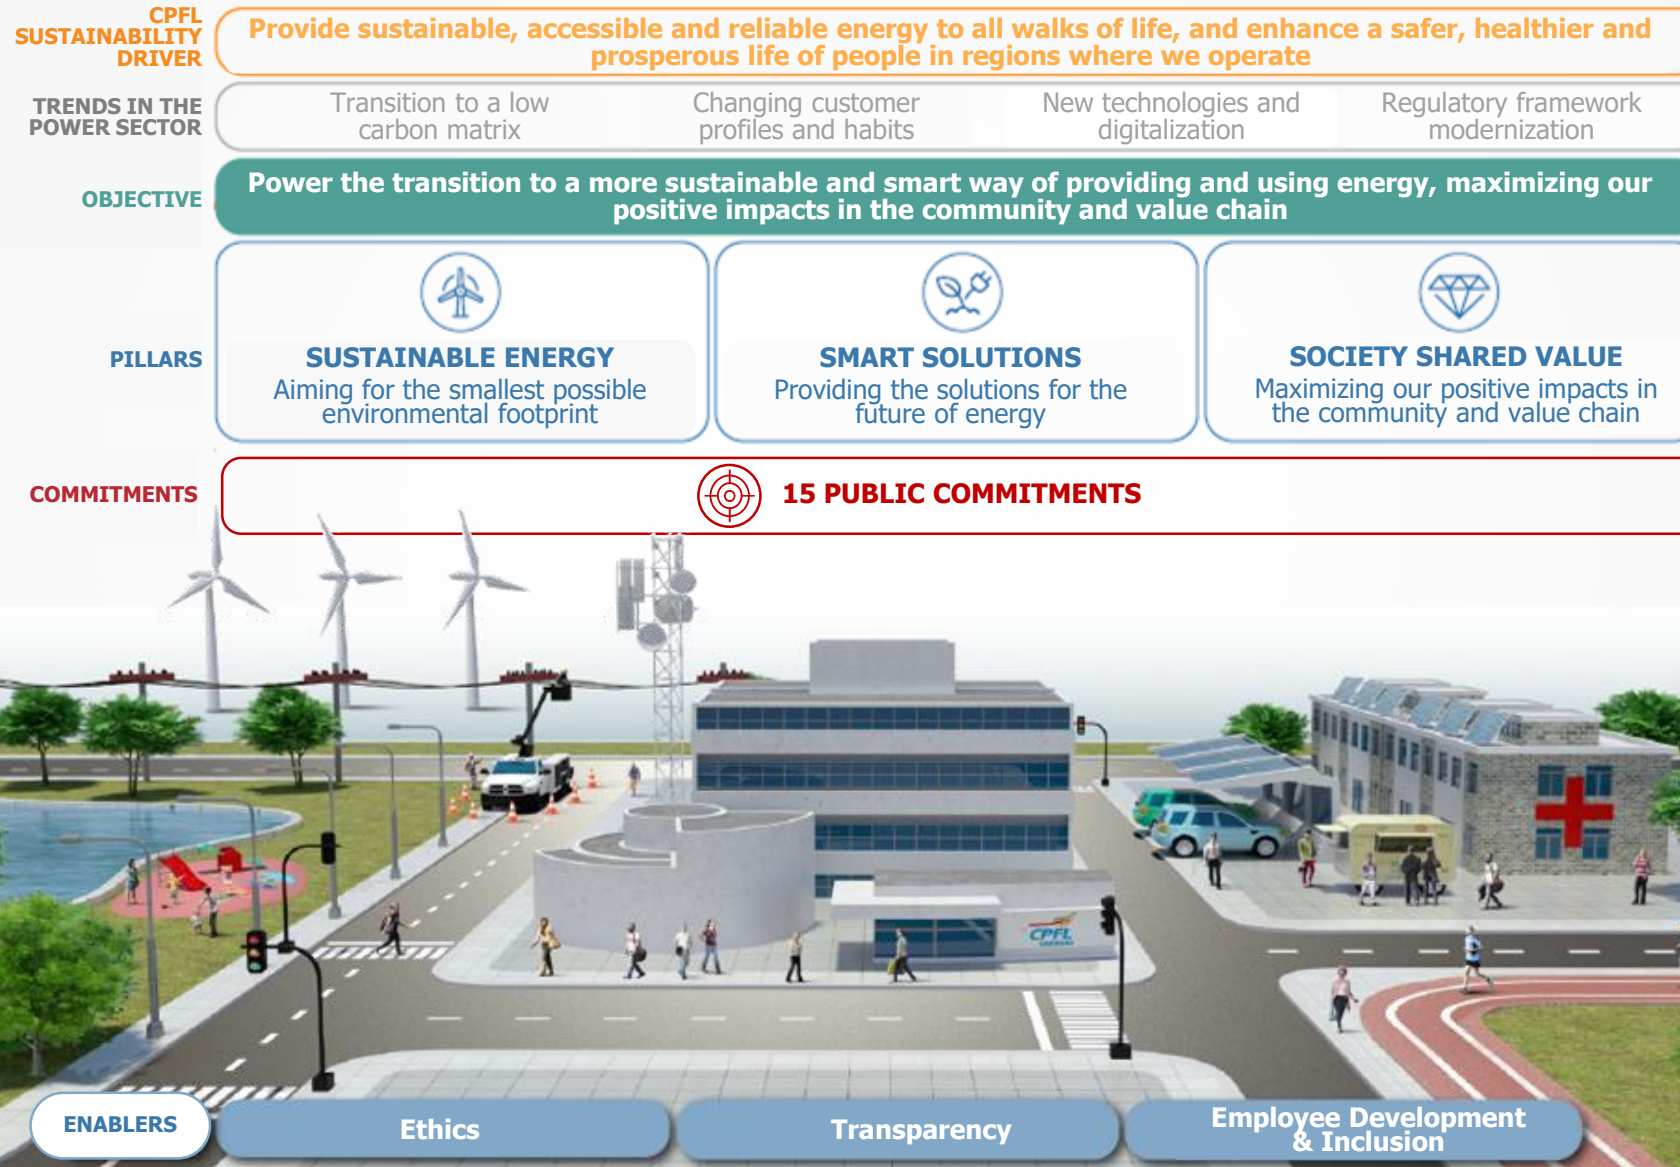 CPFL
SUSTAINABILITY
DRIVER
Provide sustainable, accessible and reliable energy to all walks of life, and enhance a safer, healthier and
prosperous life of people in regions where we operate
TRENDS IN THE
POWER SECTOR
Transition to a low
carbon matrix
Changing customer
profiles and habits
New technologies and
digitalization
Regulatory framework
modernization
OBJECTIVE
Power the transition to a more sustainable and smart way of providing and using energy, maximizing our
positive impacts in the community and value chain
PILLARS
SUSTAINABLE ENERGY
Aiming for the smallest possible
environmental footprint
SMART SOLUTIONS
Providing the solutions for the
future of energy
SOCIETY SHARED VALUE
Maximizing our positive impacts in
the community and value chain
COMMITMENTS
15 PUBLIC COMMITMENTS
CPFL
ENABLERS
Ethics
Transparency
Employee Development
& Inclusion